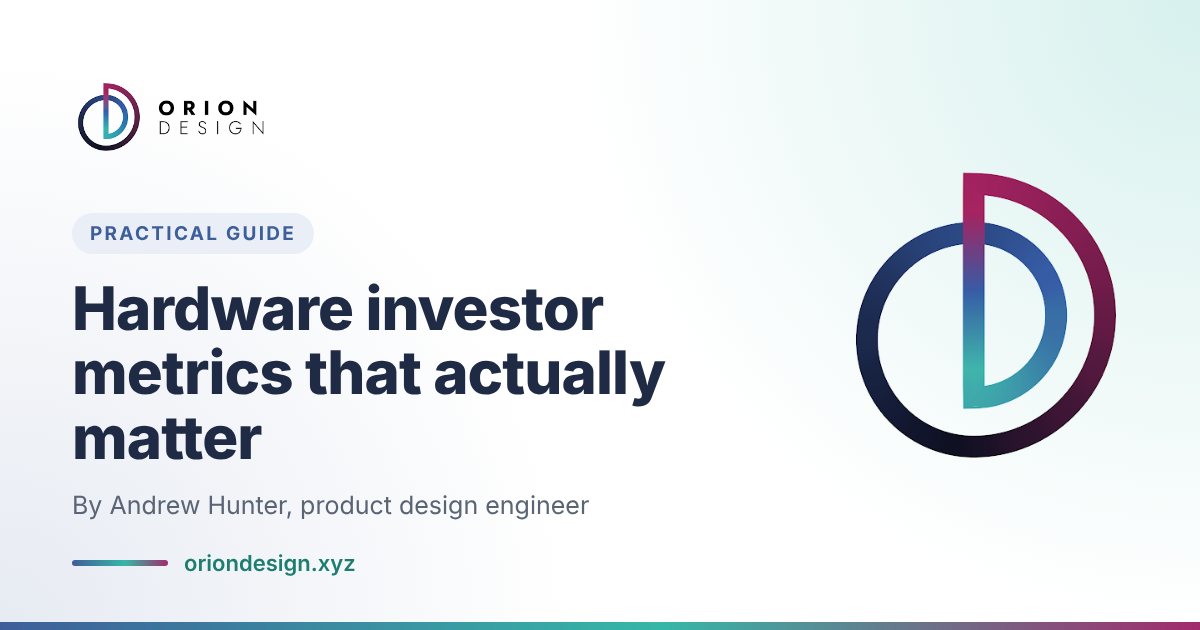 ORION
DESIGN
PRACTICAL GUIDE
Hardware investor
metrics that actually
matter
By Andrew Hunter, product design engineer
oriondesign.xyz